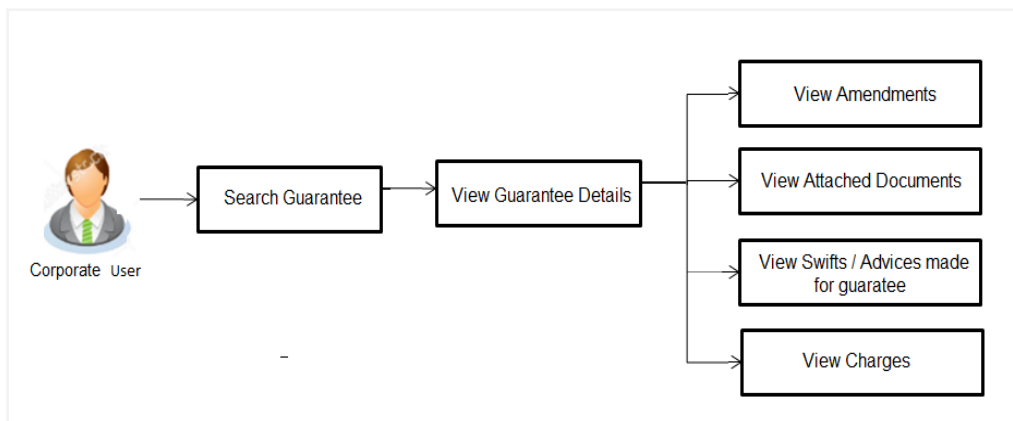 Corporate User
Search Guarantee
View Guarantee Details
View Amendments
View Attached Documents
View Swifts / Advices made
for guaratee
View Charges